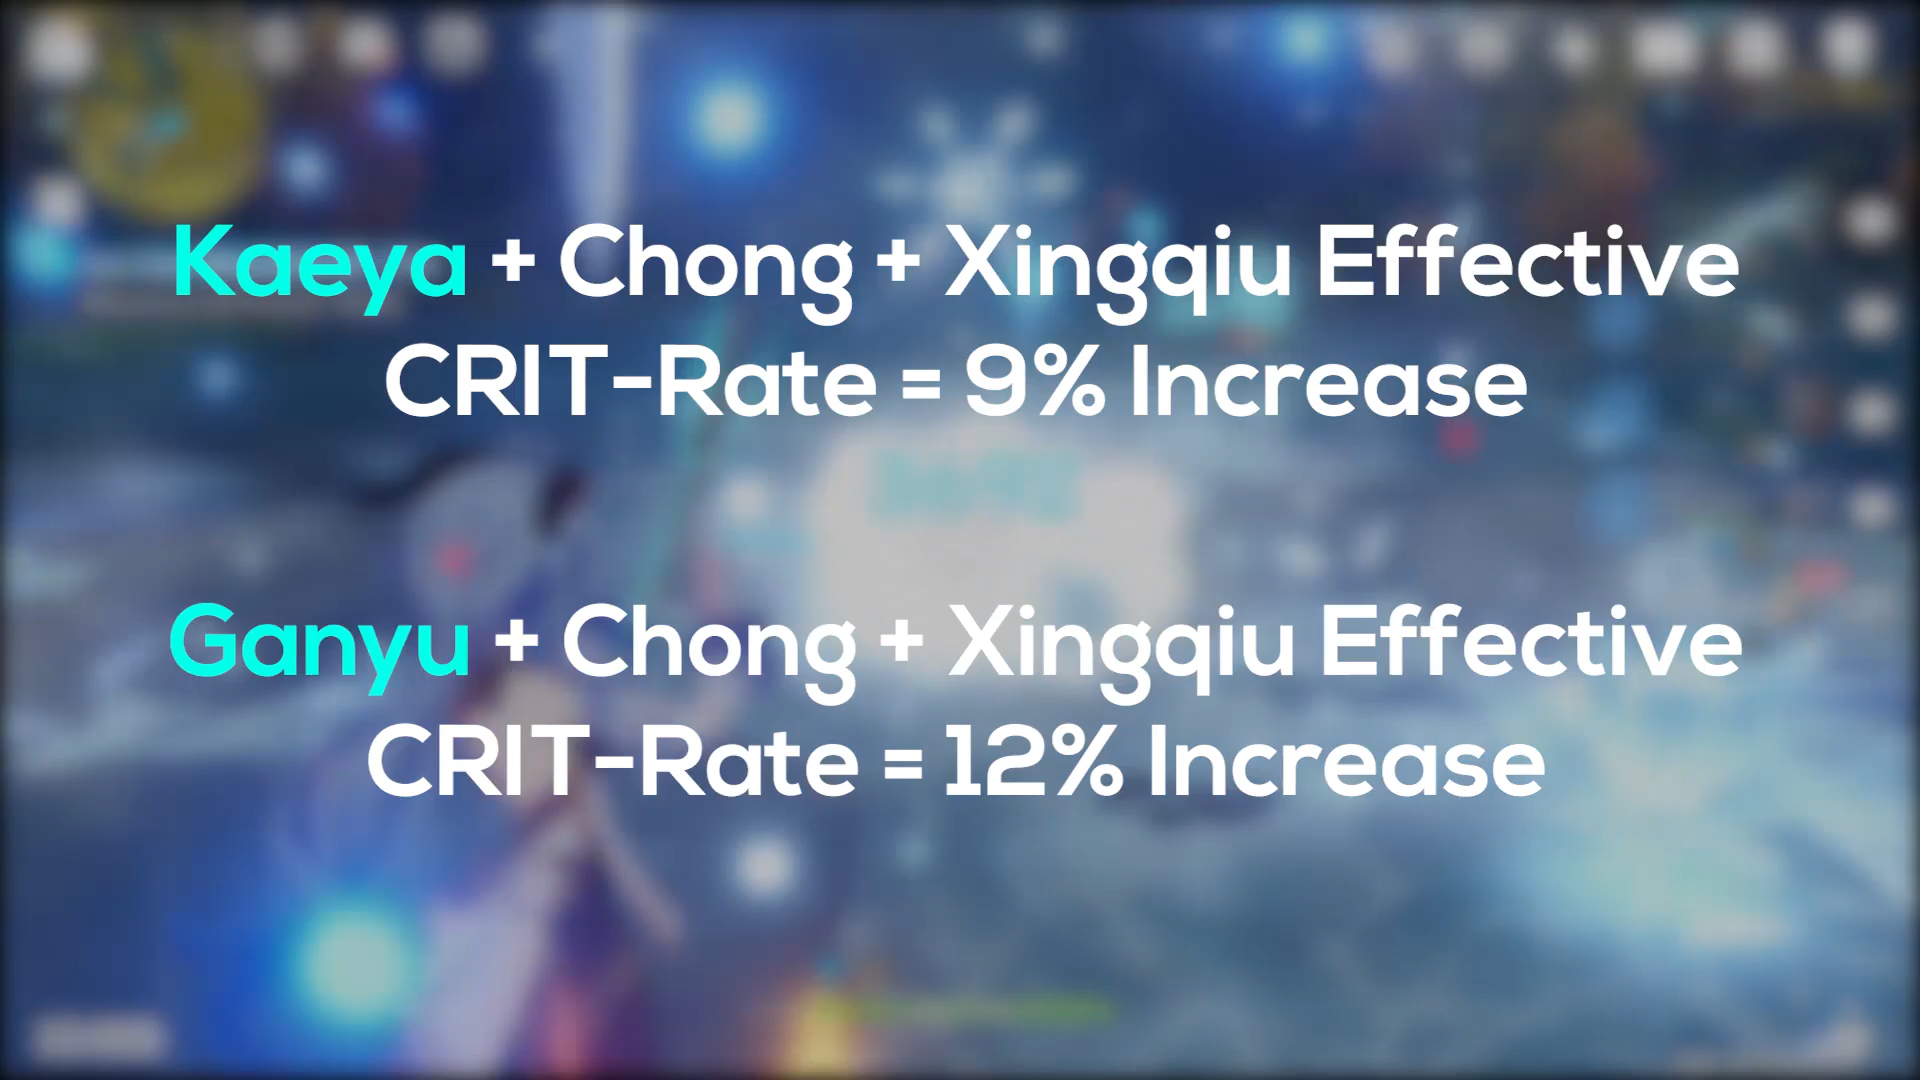 Kaeya + Chong + Xingqiu Effective
CRIT-Rate = 9% Increase
Ganyu + Chong + Xingqiu Effective
CRIT-Rate = 12% Increase